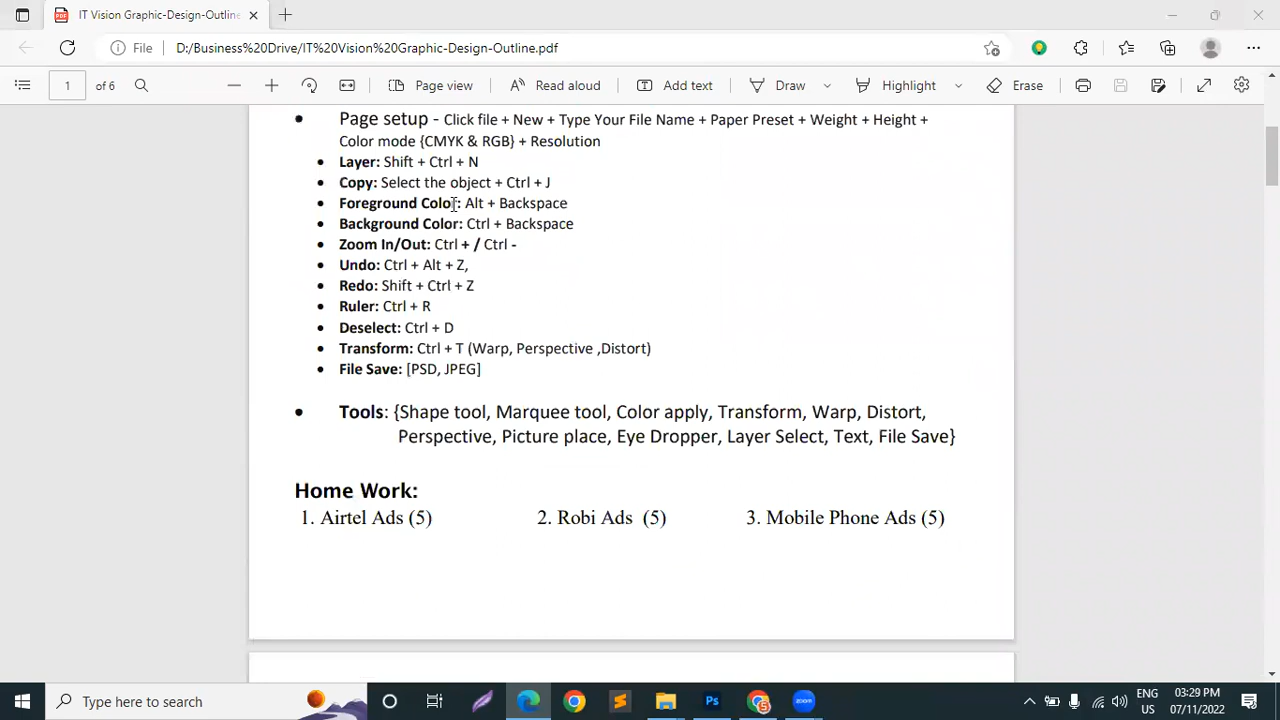 IT Vision Graphic-Design-Outline
File D:/Business%20Drive/IT%20Vision%20Graphic-Design-Outline.pdf
1 of 6 Page view Read aloud Add text Draw Highlight Erase
• Page setup - Click file + New + Type Your File Name + Paper Preset + Weight + Height +
Color mode {CMYK & RGB} + Resolution
• Layer: Shift + Ctrl + N
• Copy: Select the object + Ctrl + J
• Foreground Color: Alt + Backspace
• Background Color: Ctrl + Backspace
• Zoom In/Out: Ctrl + / Ctrl -
• Undo: Ctrl + Alt + Z,
• Redo: Shift + Ctrl + Z
• Ruler: Ctrl + R
• Deselect: Ctrl + D
• Transform: Ctrl + T (Warp, Perspective ,Distort)
• File Save: [PSD, JPEG]
• Tools: {Shape tool, Marquee tool, Color apply, Transform, Warp, Distort,
Perspective, Picture place, Eye Dropper, Layer Select, Text, File Save}
Home Work:
1. Airtel Ads (5) 2. Robi Ads (5) 3. Mobile Phone Ads (5)
Type here to search
Ps
zoom
ENG
US
03:29 PM
07/11/2022